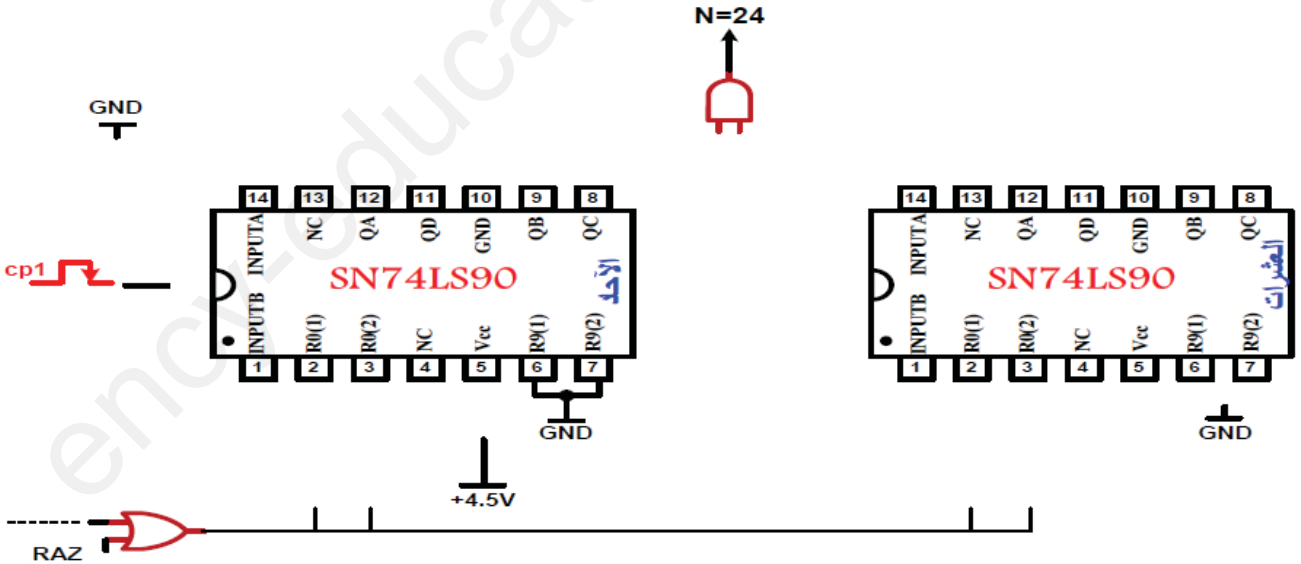 N=24
GND
14 13 12 11 10 9 8
INPUTA NC QA QD GND QB QC
cp1
SN74LS90
الآحاد
INPUTB R0(1) R0(2) NC Vcc R9(1) R9(2)
1 2 3 4 5 6 7
GND
+4.5V
14 13 12 11 10 9 8
INPUTA NC QA QD GND QB QC
SN74LS90
العشرات
INPUTB R0(1) R0(2) NC Vcc R9(1) R9(2)
1 2 3 4 5 6 7
GND
RAZ
ency-educa